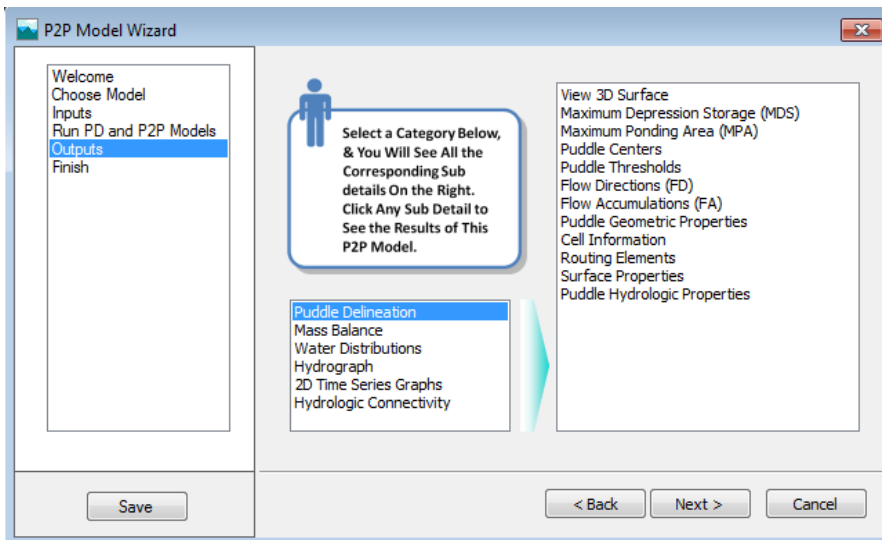 P2P Model Wizard
Welcome
Choose Model
Inputs
Run PD and P2P Models
Outputs
Finish
Select a Category Below,
& You Will See All the
Corresponding Sub
details On the Right.
Click Any Sub Detail to
See the Results of This
P2P Model.
Puddle Delineation
Mass Balance
Water Distributions
Hydrograph
2D Time Series Graphs
Hydrologic Connectivity
View 3D Surface
Maximum Depression Storage (MDS)
Maximum Ponding Area (MPA)
Puddle Centers
Puddle Thresholds
Flow Directions (FD)
Flow Accumulations (FA)
Puddle Geometric Properties
Cell Information
Routing Elements
Surface Properties
Puddle Hydrologic Properties
Save
< Back
Next >
Cancel